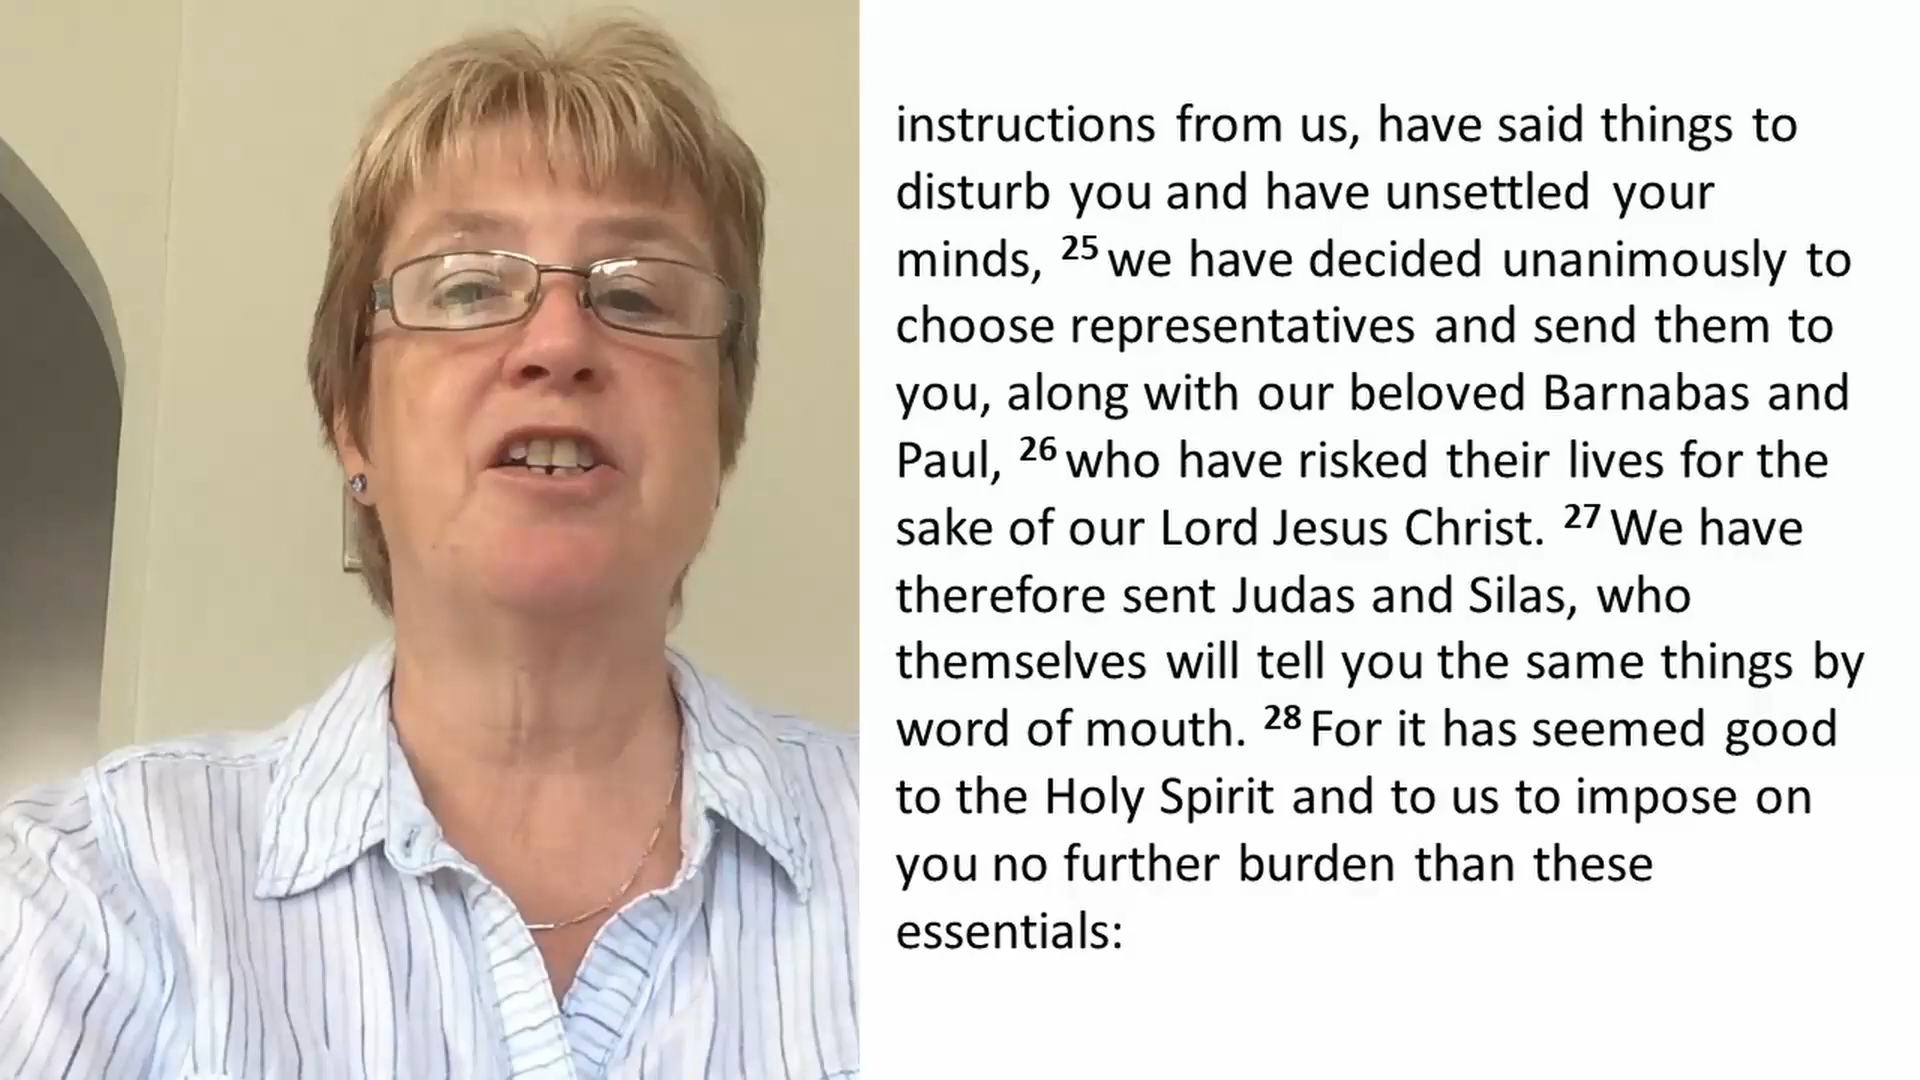 instructions from us, have said things to
disturb you and have unsettled your
minds, 25 we have decided unanimously to
choose representatives and send them to
you, along with our beloved Barnabas and
Paul, 26 who have risked their lives for the
sake of our Lord Jesus Christ. 27 We have
therefore sent Judas and Silas, who
themselves will tell you the same things by
word of mouth. 28 For it has seemed good
to the Holy Spirit and to us to impose on
you no further burden than these
essentials: